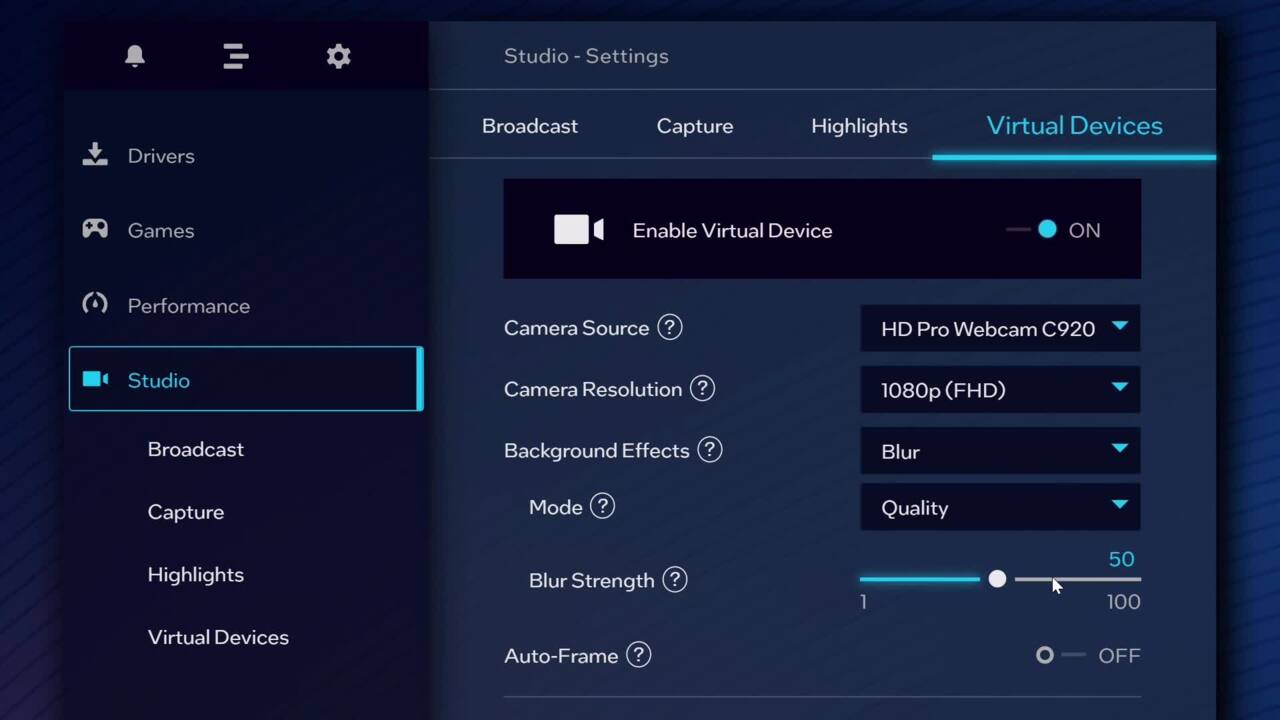 Studio - Settings
Broadcast
Capture
Highlights
Virtual Devices
Drivers
Games
Performance
Studio
Broadcast
Capture
Highlights
Virtual Devices
Enable Virtual Device
ON
Camera Source ?
HD Pro Webcam C920
Camera Resolution ?
1080p (FHD)
Background Effects ?
Blur
Mode ?
Quality
Blur Strength ?
50
1
100
Auto-Frame ?
OFF